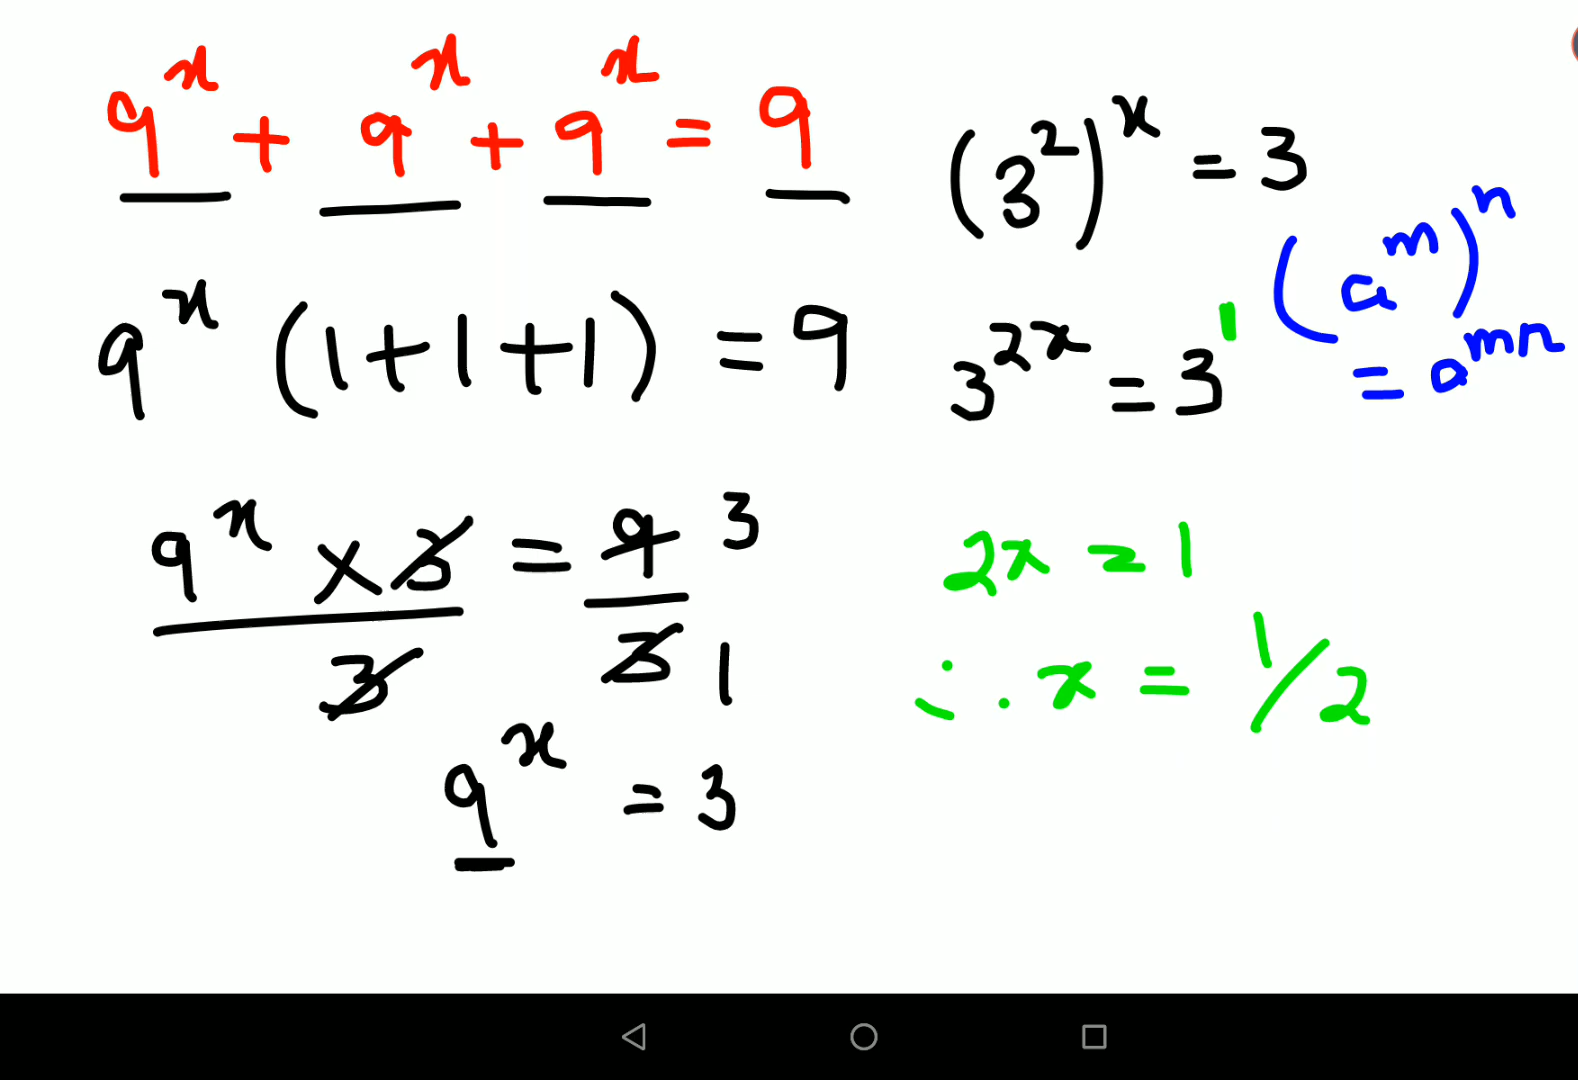 9^x + 9^x + 9^x = 9
9^x (1+1+1) = 9
9^x × 3 / 3 = 9 / 3 3 1
9^x = 3
(3^2)^x = 3
(a^m)^n
= a^mn
3^2x = 3^1
2x = 1
∴ x = 1/2